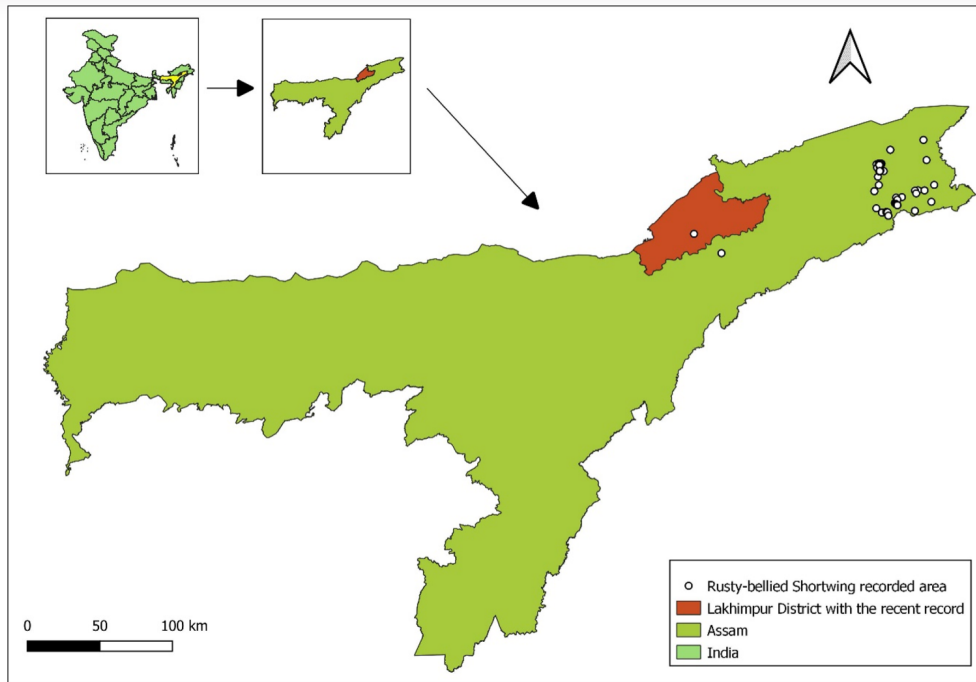 Rusty-bellied Shortwing recorded area
Lakhimpur District with the recent record
Assam
India
0 50 100 km